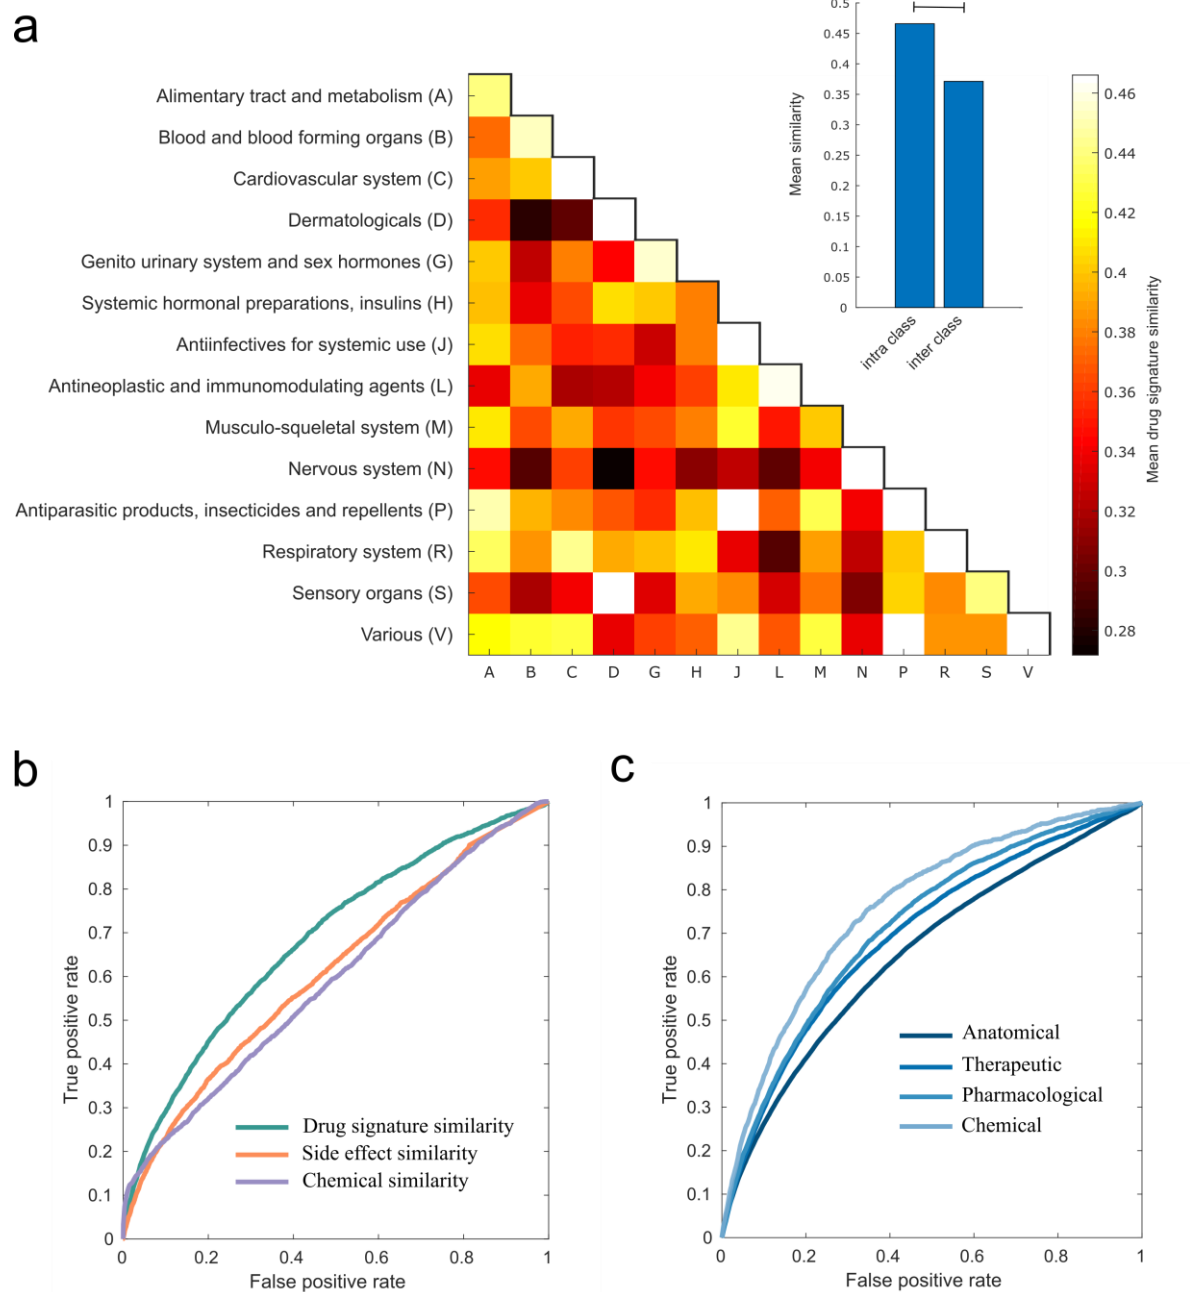 a
Alimentary tract and metabolism (A)
Blood and blood forming organs (B)
Cardiovascular system (C)
Dermatologicals (D)
Genito urinary system and sex hormones (G)
Systemic hormonal preparations, insulins (H)
Antiinfectives for systemic use (J)
Antineoplastic and immunomodulating agents (L)
Musculo-squeletal system (M)
Nervous system (N)
Antiparasitic products, insecticides and repellents (P)
Respiratory system (R)
Sensory organs (S)
Various (V)
A B C D G H J L M N P R S V
Mean similarity
0.5
0.45
0.4
0.35
0.3
0.25
0.2
0.15
0.1
0.05
0
intra class
inter class
0.46
0.44
0.42
0.4
0.38
0.36
0.34
0.32
0.3
0.28
Mean drug signature similarity
b
True positive rate
1
0.9
0.8
0.7
0.6
0.5
0.4
0.3
0.2
0.1
0
Drug signature similarity
Side effect similarity
Chemical similarity
0 0.2 0.4 0.6 0.8 1
False positive rate
c
True positive rate
1
0.9
0.8
0.7
0.6
0.5
0.4
0.3
0.2
0.1
0
Anatomical
Therapeutic
Pharmacological
Chemical
0 0.2 0.4 0.6 0.8 1
False positive rate